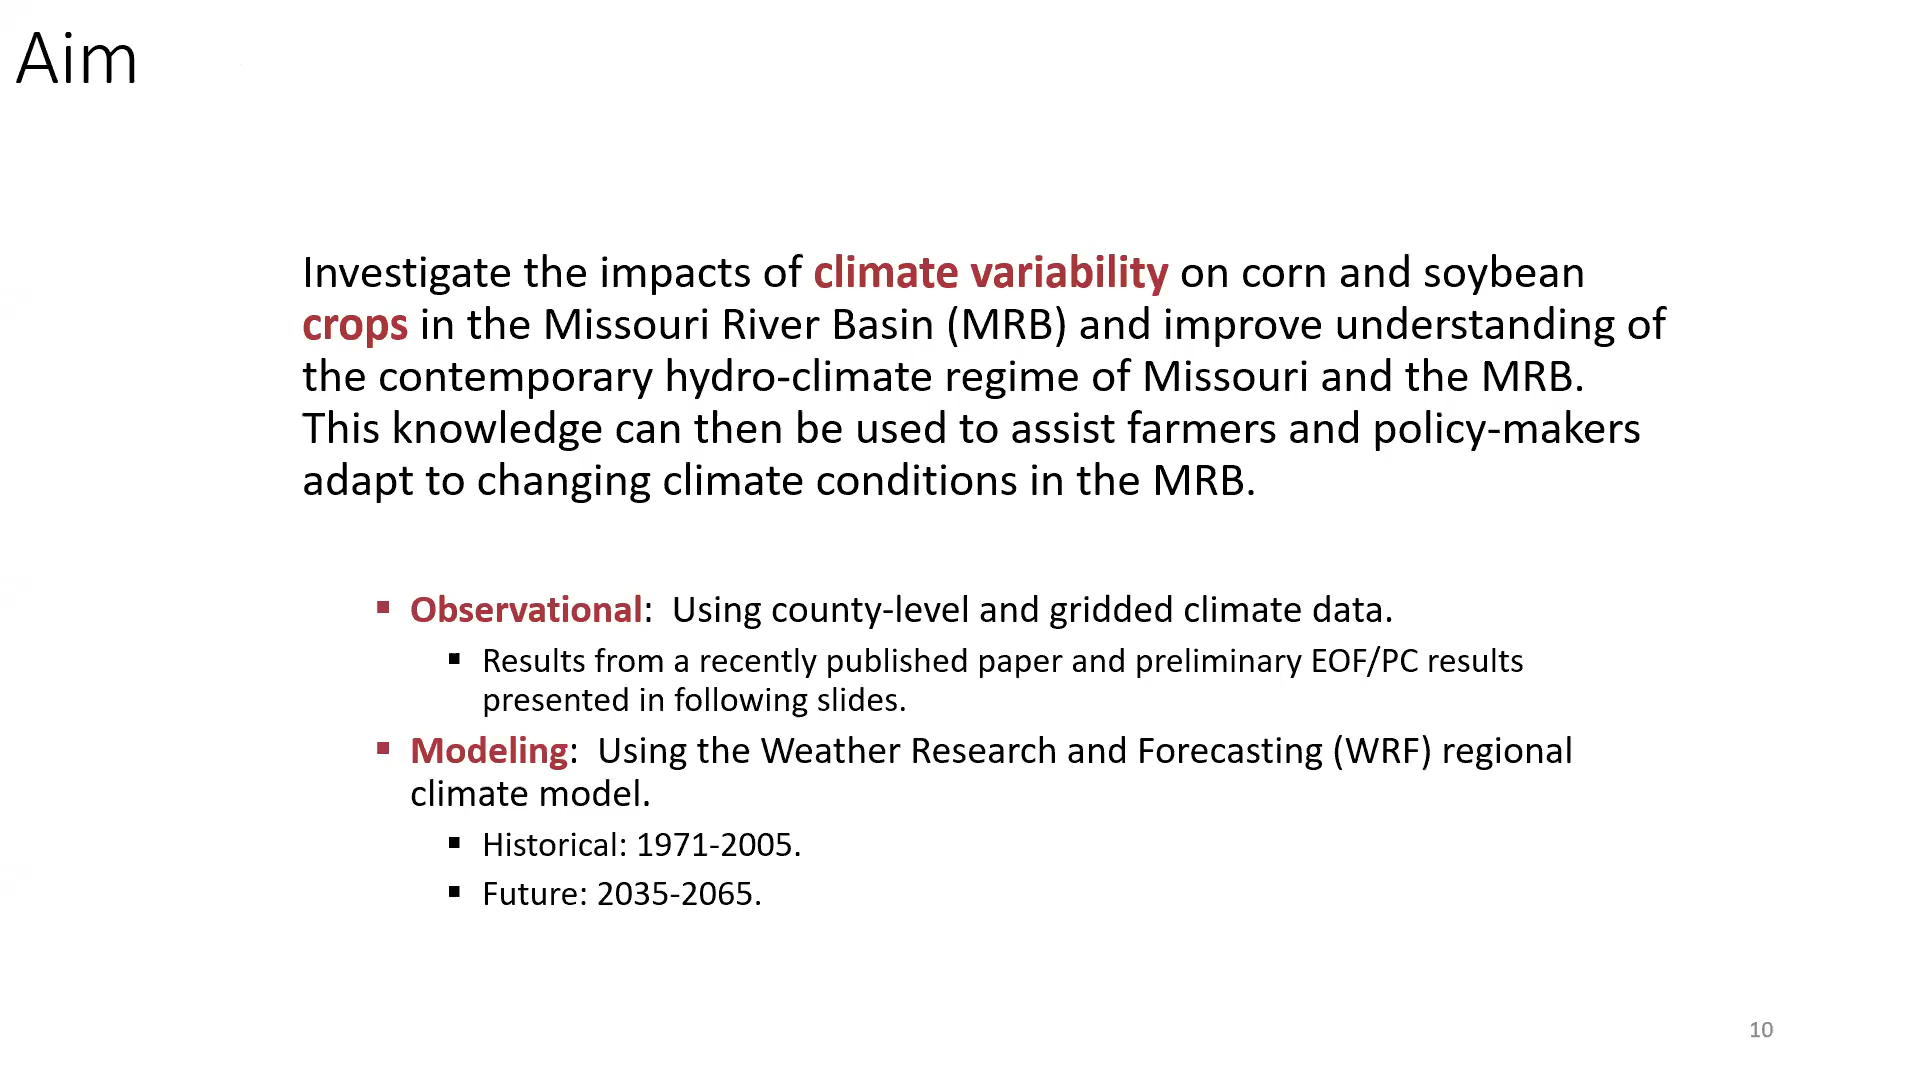 Aim
Investigate the impacts of climate variability on corn and soybean
crops in the Missouri River Basin (MRB) and improve understanding of
the contemporary hydro-climate regime of Missouri and the MRB.
This knowledge can then be used to assist farmers and policy-makers
adapt to changing climate conditions in the MRB.
▪ Observational:  Using county-level and gridded climate data.
▪ Results from a recently published paper and preliminary EOF/PC results
presented in following slides.
▪ Modeling:  Using the Weather Research and Forecasting (WRF) regional
climate model.
▪ Historical: 1971-2005.
▪ Future: 2035-2065.
10